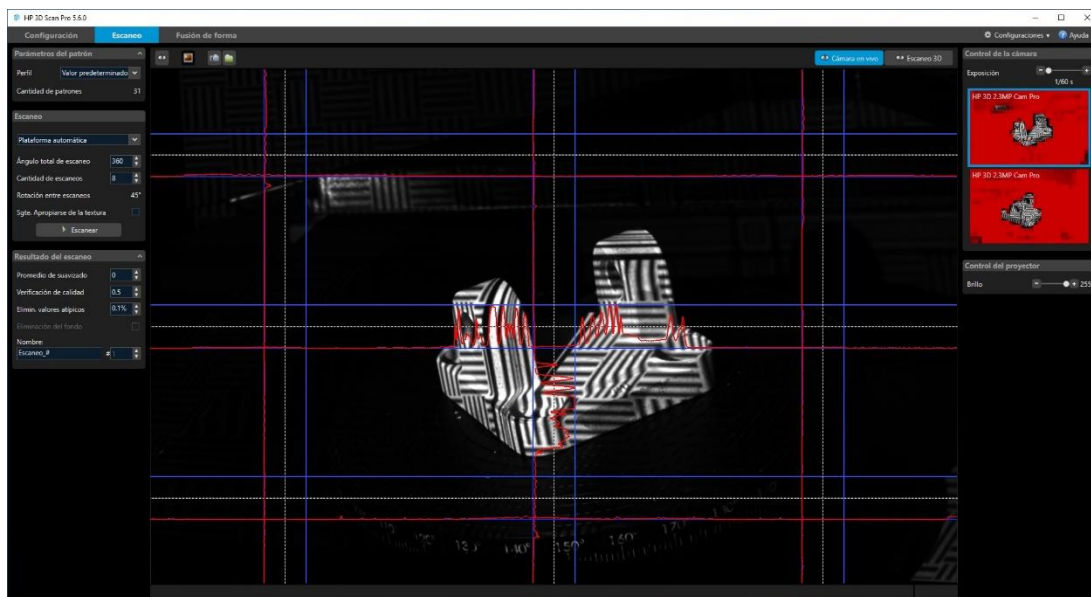 HP 3D Scan Pro 5.6.0
Configuración Escaneo Fusión de forma Configuraciones Ayuda
Parámetros del patrón
Perfil Valor predeterminado
Cantidad de patrones 31
Escaneo
Plataforma automática
Ángulo total de escaneo 360
Cantidad de escaneos 8
Rotación entre escaneos 45°
Sgte. Apropiarse de la textura
Escanear
Resultado del escaneo
Promedio de suavizado 0
Verificación de calidad 0.5
Elimin. valores atípicos 0.1%
Eliminación del fondo
Nombre:
Escaneo_# # 1
Cámara en vivo Escaneo 3D
130° 140° 150° 160° 170°
Control de la cámara
Exposición
1/60 s
HP 3D 2.3MP Cam Pro
HP 3D 2.3MP Cam Pro
Control del proyector
Brillo 255